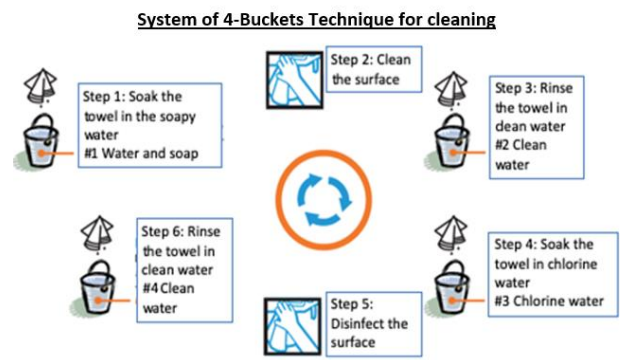 System of 4-Buckets Technique for cleaning
Step 1: Soak the
towel in the soapy
water
#1 Water and soap
Step 2: Clean
the surface
Step 3: Rinse
the towel in
clean water
#2 Clean
water
Step 4: Soak the
towel in chlorine
water
#3 Chlorine water
Step 5:
Disinfect the
surface
Step 6: Rinse
the towel in
clean water
#4 Clean
water